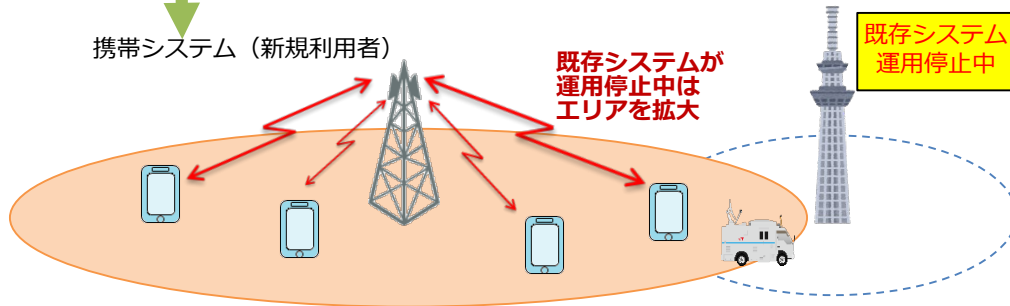 携帯システム（新規利用者）
既存システムが
運用停止中は
エリアを拡大
既存システム
運用停止中